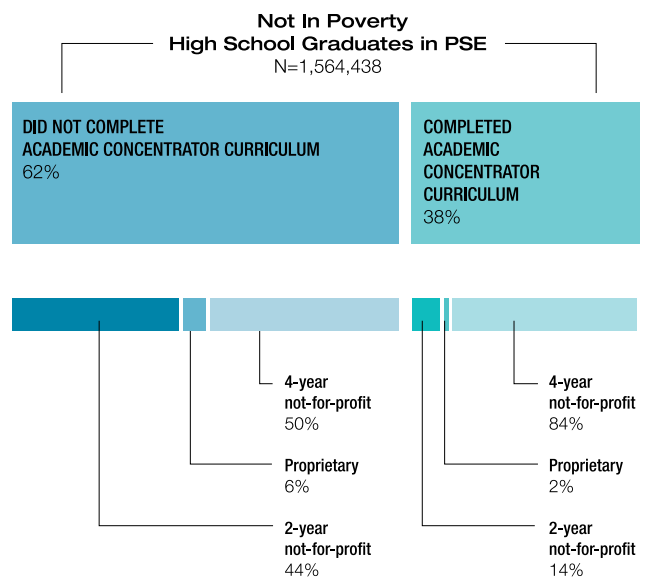 Not In Poverty
High School Graduates in PSE
N=1,564,438
DID NOT COMPLETE
ACADEMIC CONCENTRATOR CURRICULUM
62%
COMPLETED
ACADEMIC
CONCENTRATOR
CURRICULUM
38%
4-year
not-for-profit
50%
Proprietary
6%
2-year
not-for-profit
44%
4-year
not-for-profit
84%
Proprietary
2%
2-year
not-for-profit
14%